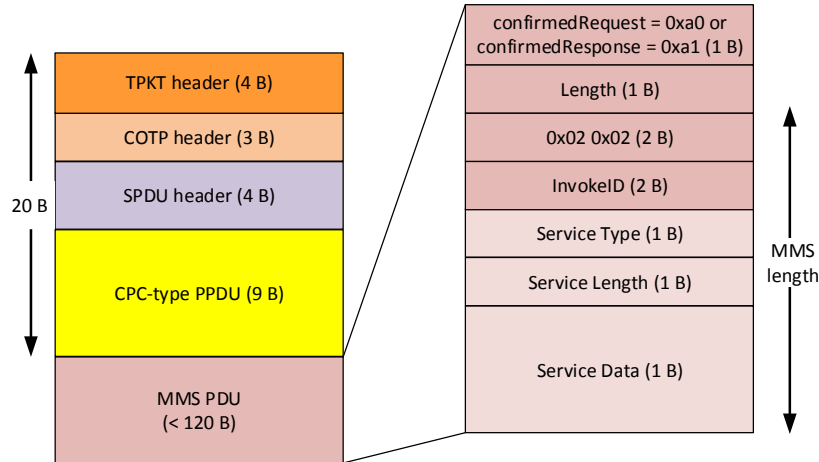 20 B
TPKT header (4 B)
COTP header (3 B)
SPDU header (4 B)
CPC-type PPDU (9 B)
MMS PDU
(< 120 B)
confirmedRequest = 0xa0 or
confirmedResponse = 0xa1 (1 B)
Length (1 B)
0x02 0x02 (2 B)
InvokeID (2 B)
Service Type (1 B)
Service Length (1 B)
Service Data (1 B)
MMS
length